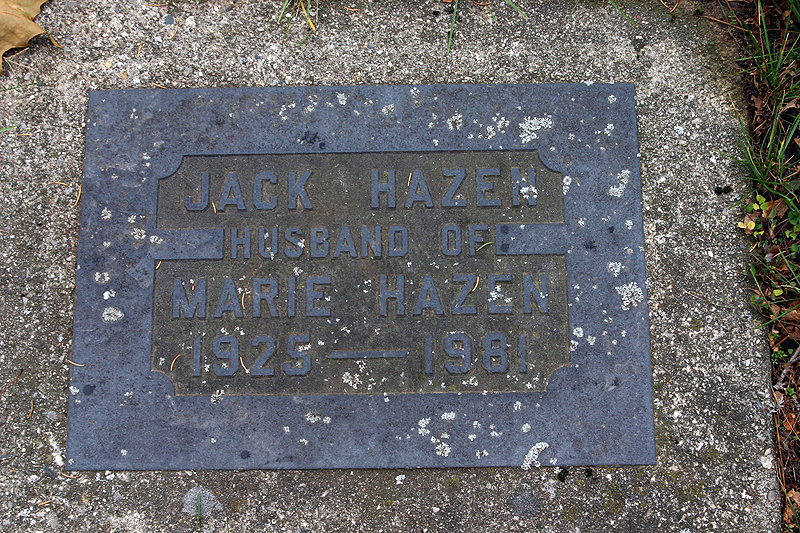 JACK HAZEN
HUSBAND OF
MARIE HAZEN
1925 — 1981